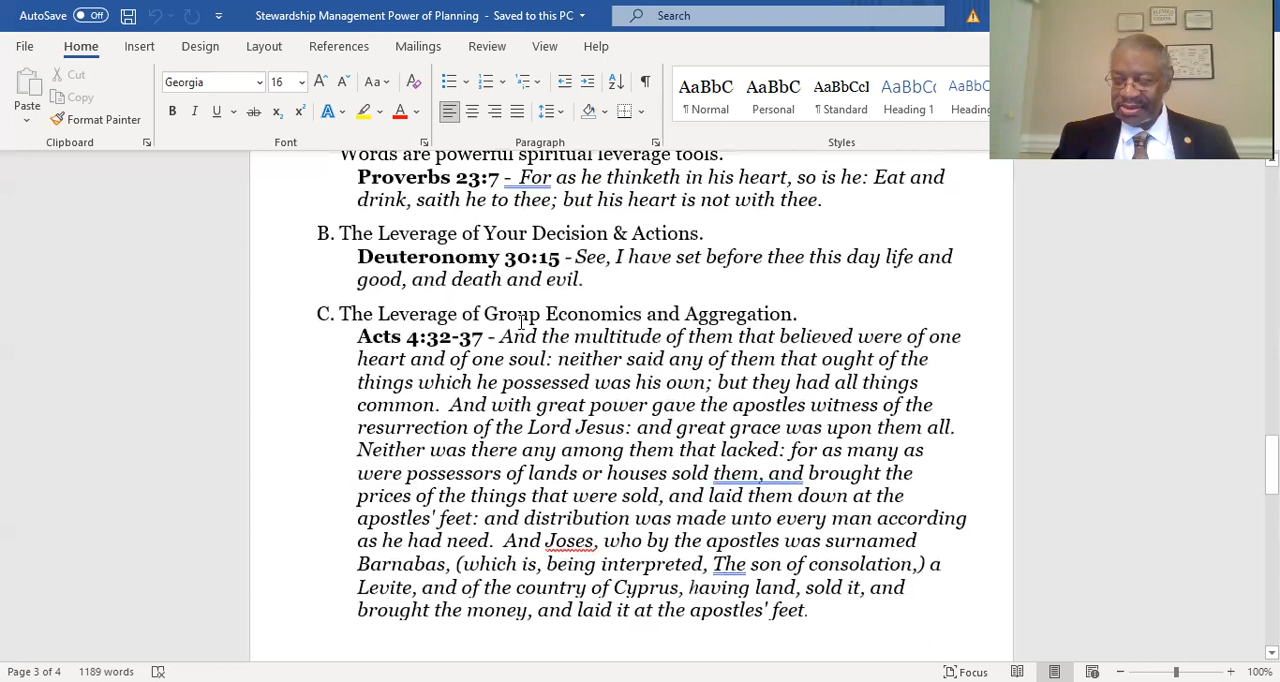 AutoSave Off Stewardship Management Power of Planning - Saved to this PC Search
File Home Insert Design Layout References Mailings Review View Help
Paste Cut Copy Format Painter
Georgia 16
AaBbC AaBbC AaBbCcI AaBbC AaBbC
¶ Normal Personal ¶ Standard Heading 1 Heading
Clipboard Font Paragraph Styles
Words are powerful spiritual leverage tools.
Proverbs 23:7 - For as he thinketh in his heart, so is he: Eat and
drink, saith he to thee; but his heart is not with thee.
B. The Leverage of Your Decision & Actions.
Deuteronomy 30:15 - See, I have set before thee this day life and
good, and death and evil.
C. The Leverage of Group Economics and Aggregation.
Acts 4:32-37 - And the multitude of them that believed were of one
heart and of one soul: neither said any of them that ought of the
things which he possessed was his own; but they had all things
common. And with great power gave the apostles witness of the
resurrection of the Lord Jesus: and great grace was upon them all.
Neither was there any among them that lacked: for as many as
were possessors of lands or houses sold them, and brought the
prices of the things that were sold, and laid them down at the
apostles' feet: and distribution was made unto every man according
as he had need. And Joses, who by the apostles was surnamed
Barnabas, (which is, being interpreted, The son of consolation,) a
Levite, and of the country of Cyprus, having land, sold it, and
brought the money, and laid it at the apostles' feet.
Page 3 of 4 1189 words Focus 100%